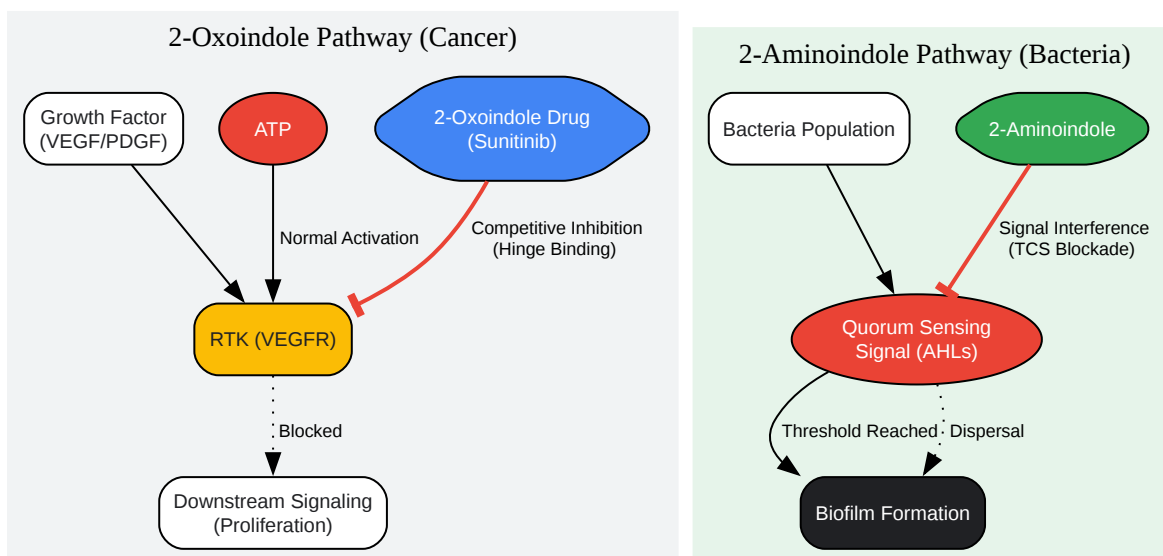 2-Oxoindole Pathway (Cancer)
Growth Factor
(VEGF/PDGF)
ATP
2-Oxoindole Drug
(Sunitinib)
Normal Activation
Competitive Inhibition
(Hinge Binding)
RTK (VEGFR)
Blocked
Downstream Signaling
(Proliferation)
2-Aminoindole Pathway (Bacteria)
Bacteria Population
2-Aminoindole
Signal Interference
(TCS Blockade)
Quorum Sensing
Signal (AHLs)
Threshold Reached
Dispersal
Biofilm Formation